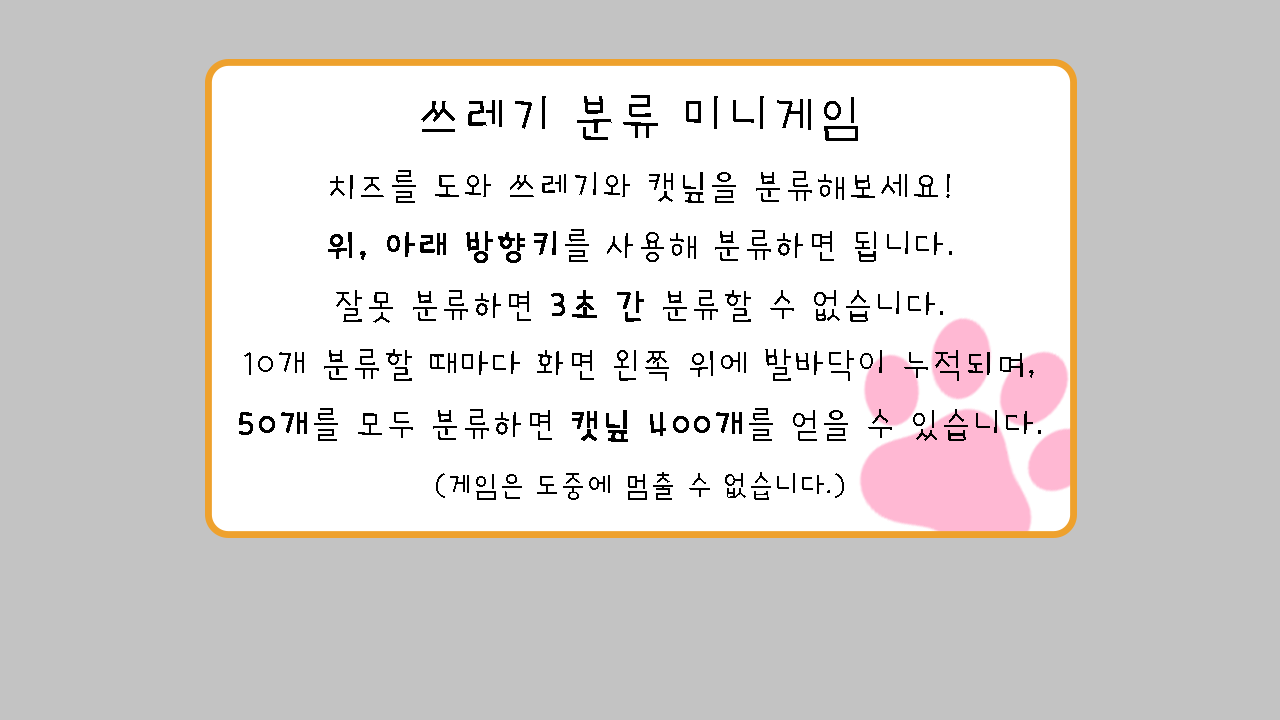 쓰레기 분류 미니게임
치즈를 도와 쓰레기와 캣닢을 분류해보세요!
위, 아래 방향키를 사용해 분류하면 됩니다.
잘못 분류하면 3초 간 분류할 수 없습니다.
10개 분류할 때마다 화면 왼쪽 위에 발바닥이 누적되며,
50개를 모두 분류하면 캣닢 400개를 얻을 수 있습니다.
(게임은 도중에 멈출 수 없습니다.)